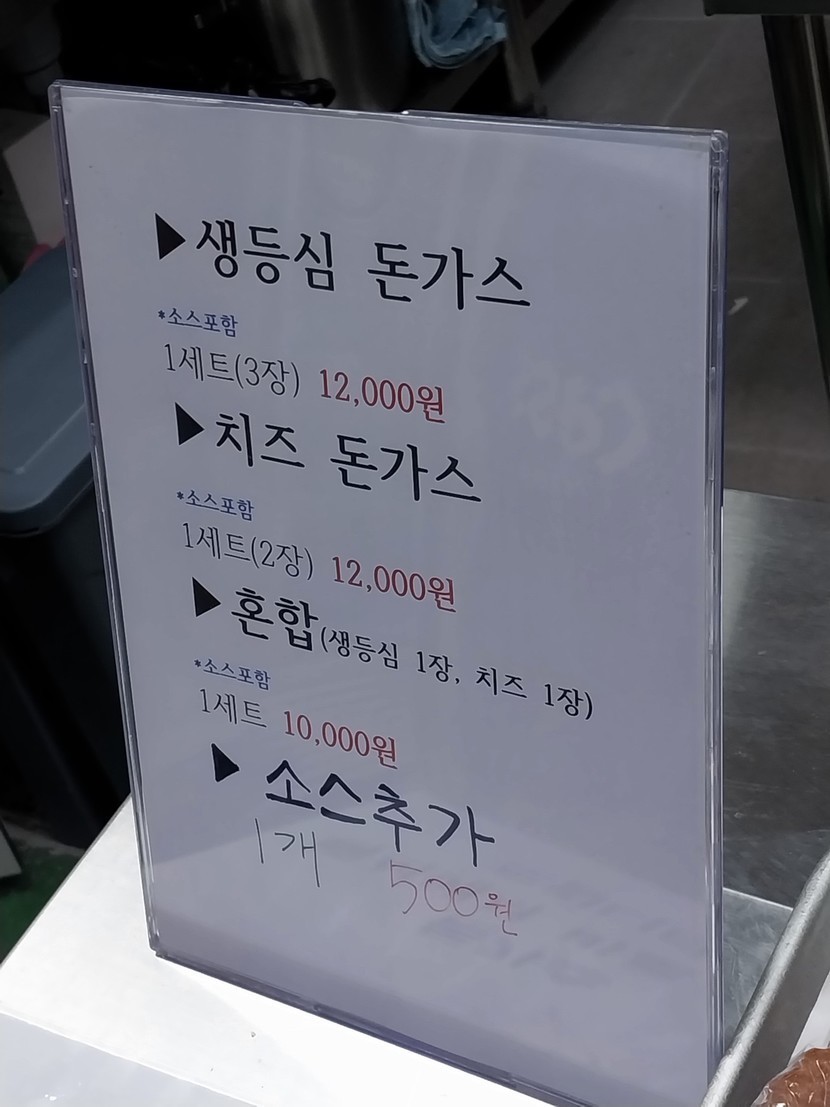 ▶생등심 돈가스
*소스포함
1세트(3장) 12,000원
▶치즈 돈가스
*소스포함
1세트(2장) 12,000원
▶혼합(생등심 1장, 치즈 1장)
*소스포함
1세트 10,000원
▶ 소스추가
1개 500원